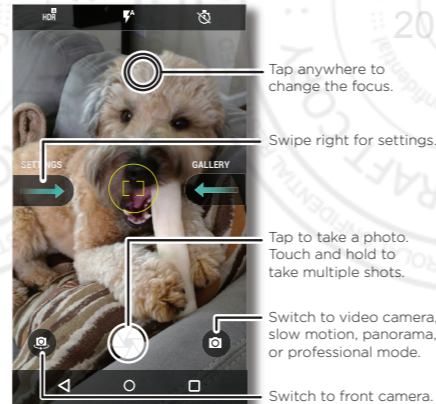 20
HDR
A
Tap anywhere to
change the focus.
Swipe right for settings.
SETTINGS
GALLERY
Tap to take a photo.
Touch and hold to
take multiple shots.
Switch to video camera,
slow motion, panorama,
or professional mode.
Switch to front camera.